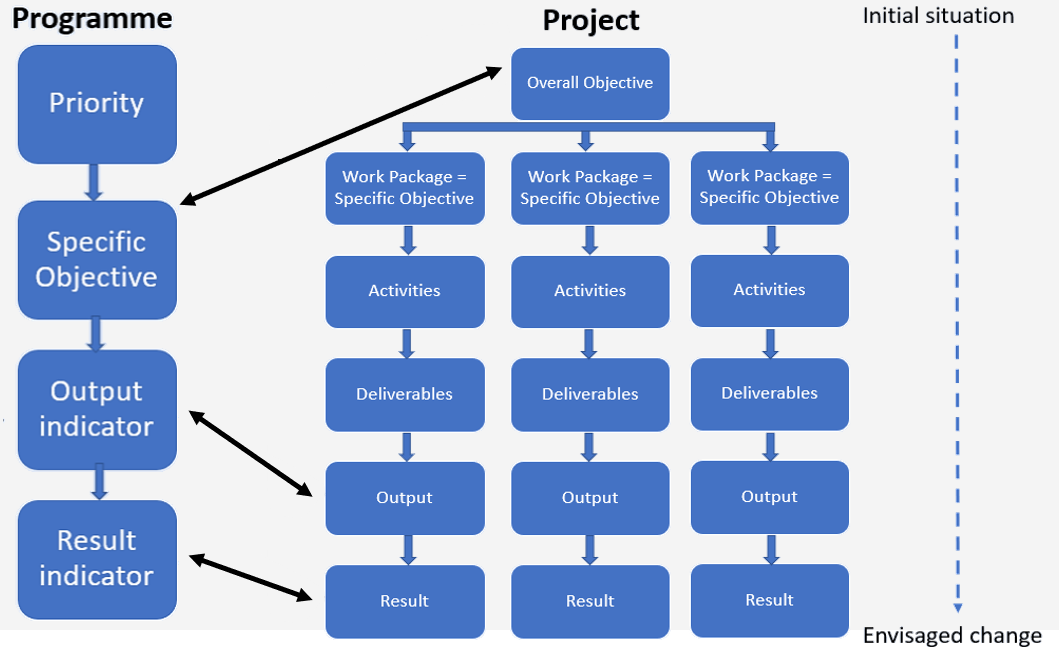 Programme
Project
Initial situation
Priority
Specific
Objective
Output
indicator
Result
indicator
Overall Objective
Work Package =
Specific Objective
Work Package =
Specific Objective
Work Package =
Specific Objective
Activities
Activities
Activities
Deliverables
Deliverables
Deliverables
Output
Output
Output
Result
Result
Result
Envisaged change